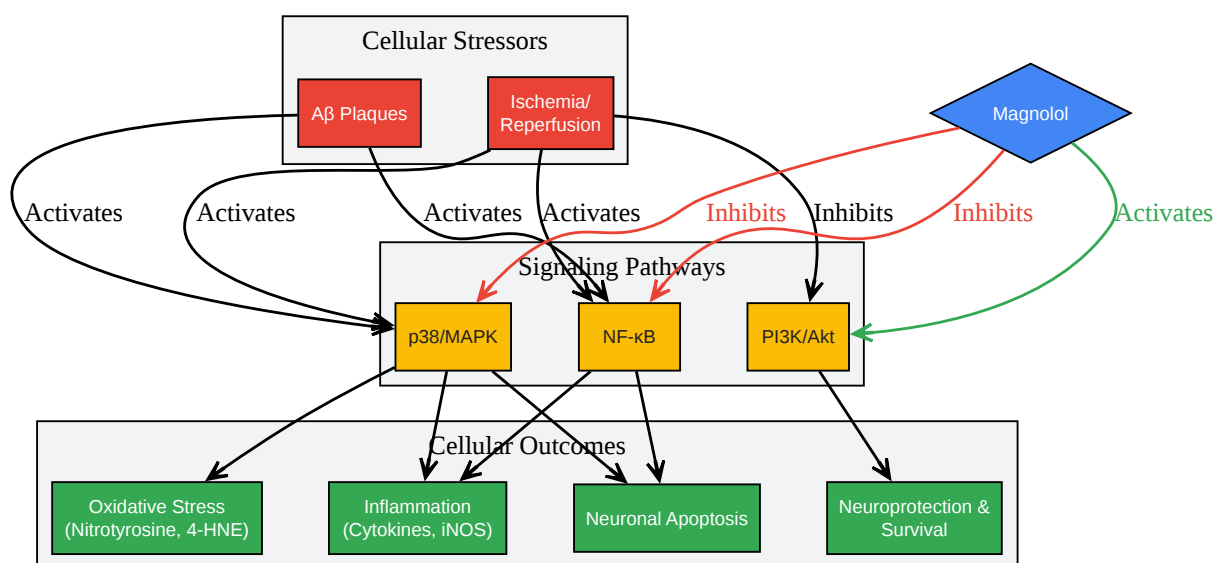 Cellular Stressors
Aβ Plaques
Ischemia/
Reperfusion
Magnolol
Activates
Activates
Activates
Activates
Inhibits
Inhibits
Inhibits
Activates
Signaling Pathways
p38/MAPK
NF-κB
PI3K/Akt
Cellular Outcomes
Oxidative Stress
(Nitrotyrosine, 4-HNE)
Inflammation
(Cytokines, iNOS)
Neuronal Apoptosis
Neuroprotection &
Survival